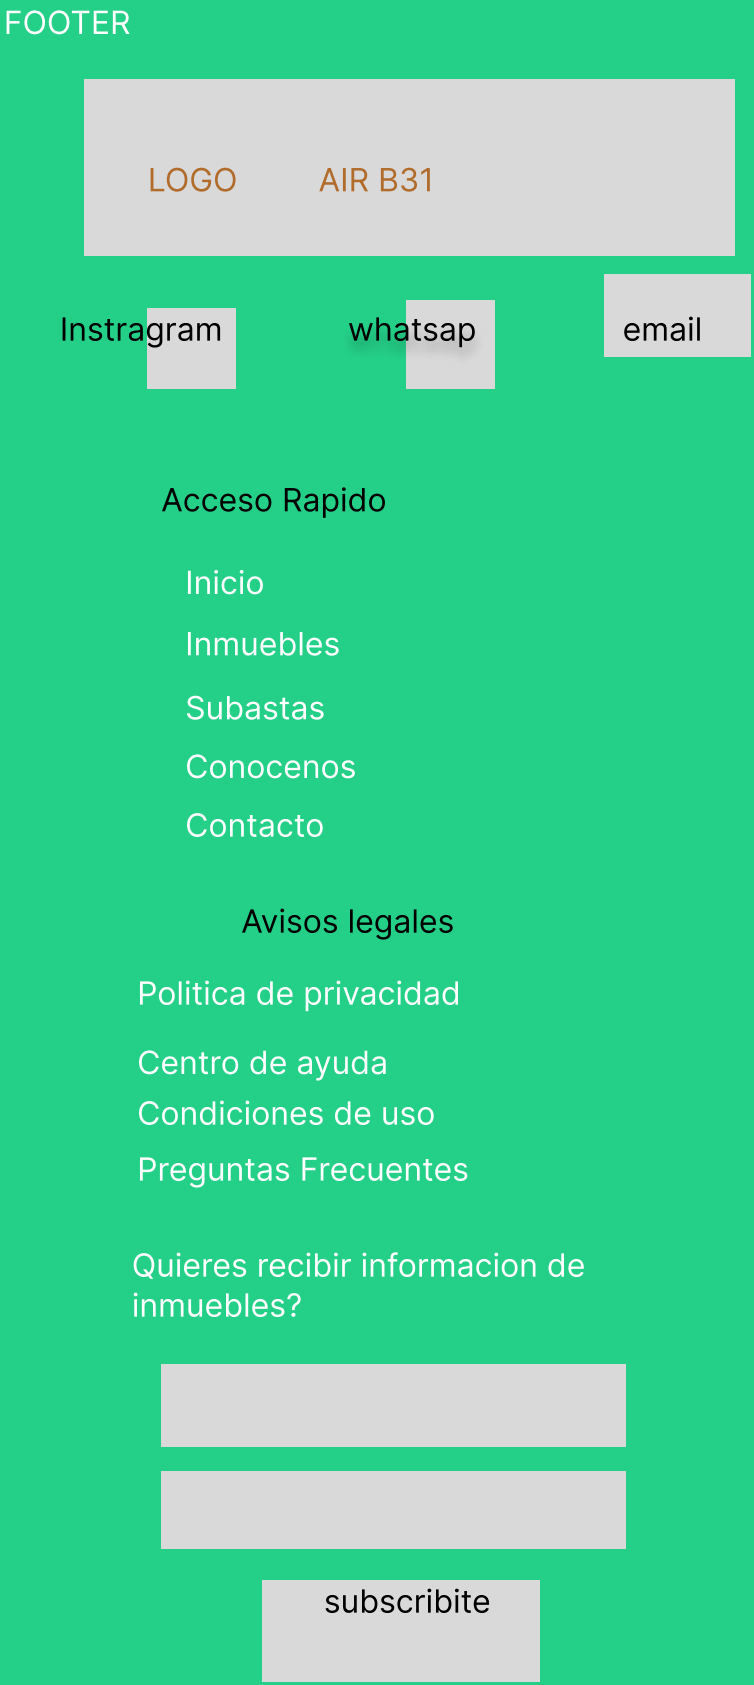 FOOTER
LOGO AIR B31
Instragram whatsap email
Acceso Rapido
Inicio
Inmuebles
Subastas
Conocenos
Contacto
Avisos legales
Politica de privacidad
Centro de ayuda
Condiciones de uso
Preguntas Frecuentes
Quieres recibir informacion de
inmuebles?
subscribite